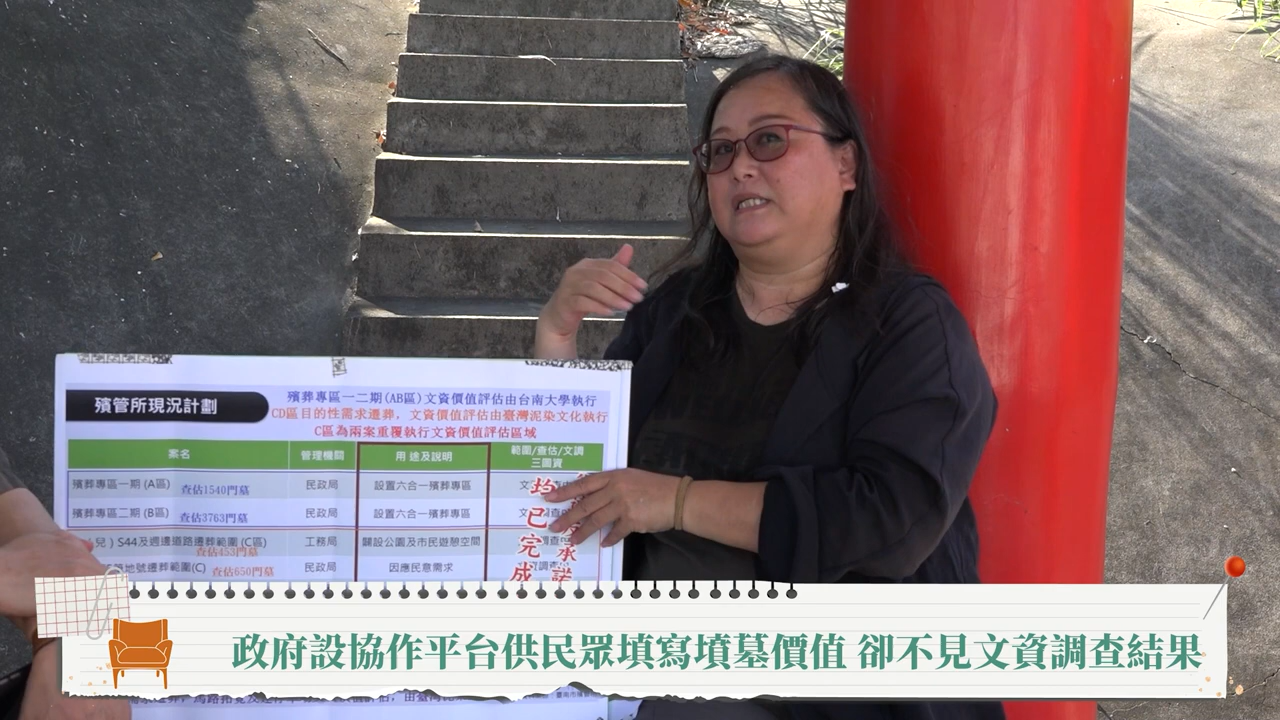 殯管所現況計劃
殯葬專區一二期(AB區)文資價值評估由台南大學執行
CD區目的性需求遷葬，文資價值評估由臺灣泥染文化執行
C區為兩案重覆執行文資價值評估區域
案名 管理機關 用途及說明 範圍/查估/文調三圖資
殯葬專區一期(A區) 查估1540門墓 民政局 設置六合一殯葬專區
殯葬專區二期(B區) 查估3763門墓 民政局 設置六合一殯葬專區
兒）S44及週邊道路遷葬範圍(C區) 查估453門墓 工務局 闢設公園及市民遊憩空間
地號遷葬範圍(C) 查估650門墓 民政局 因應民意需求
均已完成
承諾
政府設協作平台供民眾填寫墳墓價值 卻不見文資調查結果